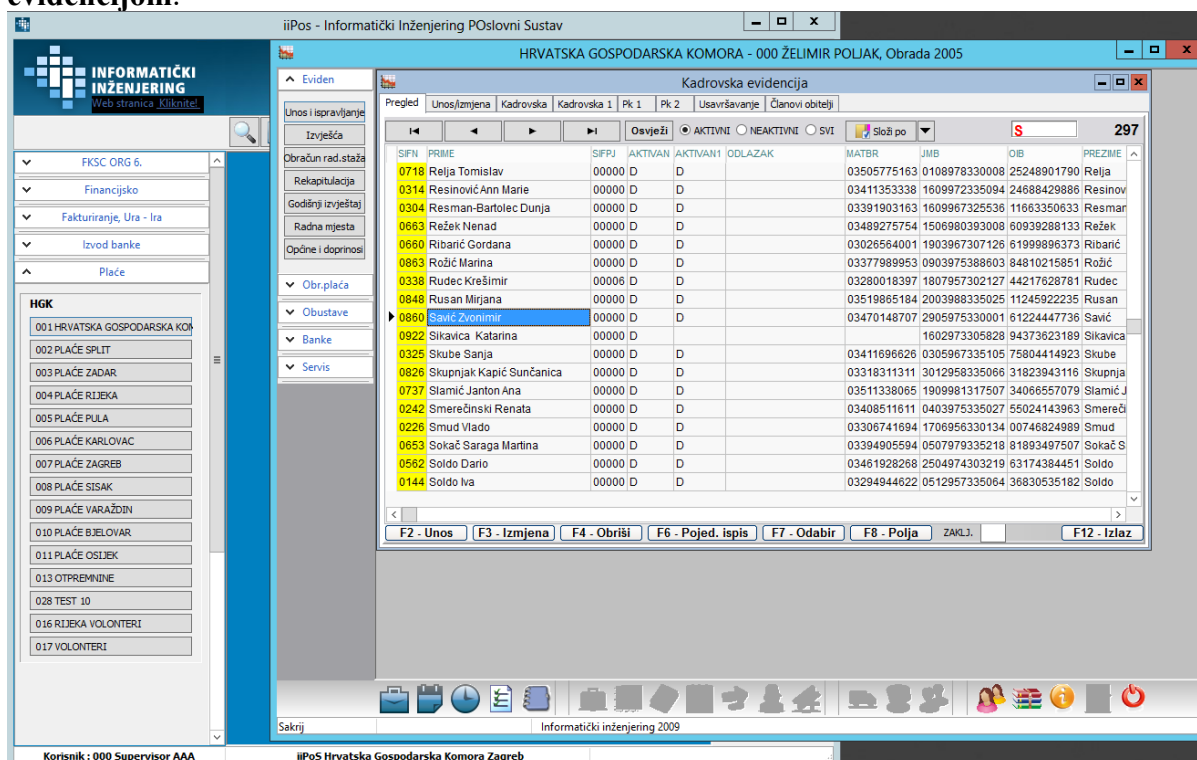 evidencijom.
iiPos - Informatički Inženjering POslovni Sustav
INFORMATIČKI
INŽENJERING
Web stranica Kliknite!
FKSC ORG 6.
Financijsko
Fakturiranje, Ura - Ira
Izvod banke
Plaće
HGK
001 HRVATSKA GOSPODARSKA KOM
002 PLAĆE SPLIT
003 PLAĆE ZADAR
004 PLAĆE RIJEKA
005 PLAĆE PULA
006 PLAĆE KARLOVAC
007 PLAĆE ZAGREB
008 PLAĆE SISAK
009 PLAĆE VARAŽDIN
010 PLAĆE BJELOVAR
011 PLAĆE OSIJEK
013 OTPREMNINE
028 TEST 10
016 RIJEKA VOLONTERI
017 VOLONTERI
HRVATSKA GOSPODARSKA KOMORA - 000 ŽELIMIR POLJAK, Obrada 2005
Eviden
Unos i ispravljanje
Izvješća
Obračun rad.staža
Rekapitulacija
Godišnji izvještaj
Radna mjesta
Općine i doprinosi
Obr.plaća
Obustave
Banke
Servis
Kadrovska evidencija
Pregled Unos/izmjena Kadrovska Kadrovska 1 Pk 1 Pk 2 Usavršavanje Članovi obitelji
Osvježi AKTIVNI NEAKTIVNI SVI Složi po S 297
SIFN PRIME SIFPJ AKTIVAN AKTIVAN1 ODLAZAK MATBR JMB OIB PREZIME
0718 Relja Tomislav 00000 D D 03505775163 0108978330008 25248901790 Relja
0314 Resinović Ann Marie 00000 D D 03411353338 1609972335094 24688429886 Resinov
0304 Resman-Bartolec Dunja 00000 D D 03391903163 1609967325536 11663350633 Resmar
0663 Režek Nenad 00000 D D 03489275754 1506980393008 60939288133 Režek
0660 Ribarić Gordana 00000 D D 03026564001 1903967307126 61999896373 Ribarić
0863 Rožić Marina 00000 D D 03377989953 0903975388603 84810215851 Rožić
0338 Rudec Krešimir 00006 D D 03280018397 1807957302127 44217628781 Rudec
0848 Rusan Mirjana 00000 D D 03519865184 2003988335025 11245922235 Rusan
0860 Savić Zvonimir 00000 D D 03470148707 2905975330001 61224447736 Savić
0922 Sikavica Katarina 00000 D 1602973305828 94373623189 Sikavica
0325 Skube Sanja 00000 D D 03411696626 0305967335105 75804414923 Skube
0826 Skupnjak Kapić Sunčanica 00000 D D 03318311311 3012958335066 31823943116 Skupnja
0737 Slamić Janton Ana 00000 D D 03511338065 1909981317507 34066557079 Slamić J
0242 Smerečinski Renata 00000 D D 03408511611 0403975335027 55024143963 Smereči
0226 Smud Vlado 00000 D D 03306741694 1706956330134 00746824989 Smud
0653 Sokač Saraga Martina 00000 D D 03394905594 0507979335218 81893497507 Sokač S
0562 Soldo Dario 00000 D D 03461928268 2504974303219 63174384451 Soldo
0144 Soldo Iva 00000 D D 03294944622 0512957335064 36830535182 Soldo
F2 - Unos F3 - Izmjena F4 - Obriši F6 - Pojed. ispis F7 - Odabir F8 - Polja ZAKLJ. F12 - Izlaz
Sakrij Informatički inženjering 2009
Korisnik : 000 Supervisor AAA iiPoS Hrvatska Gospodarska Komora Zagreb